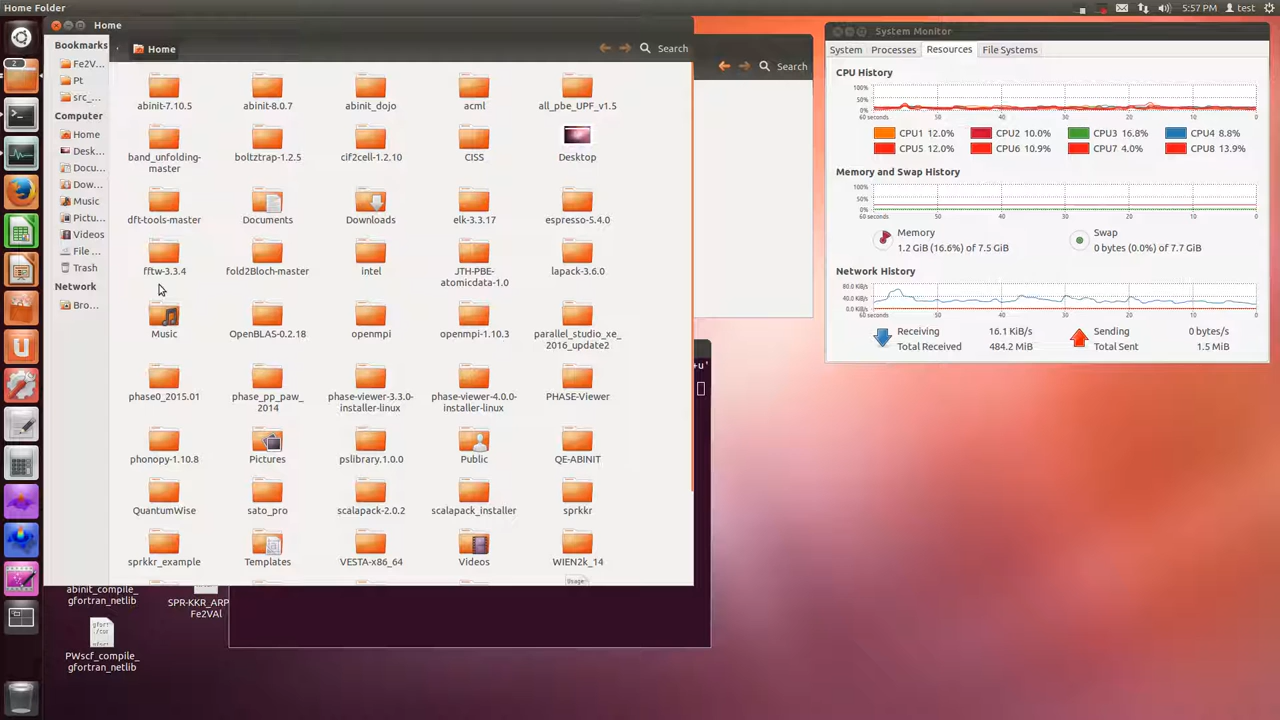 Home Folder
5:57 PM
test
2
Home
Home
Search
Search
Bookmarks
Fe2V...
Pt
src_...
Computer
Home
Desk...
Docu...
Dow...
Music
Pictu...
Videos
File ...
Trash
Network
Bro...
abinit-7.10.5
abinit-8.0.7
abinit_dojo
acml
all_pbe_UPF_v1.5
band_unfolding-
master
boltztrap-1.2.5
cif2cell-1.2.10
CISS
Desktop
dft-tools-master
Documents
Downloads
elk-3.3.17
espresso-5.4.0
fftw-3.3.4
fold2Bloch-master
intel
JTH-PBE-
atomicdata-1.0
lapack-3.6.0
Music
OpenBLAS-0.2.18
openmpi
openmpi-1.10.3
parallel_studio_xe_
2016_update2
phase0_2015.01
phase_pp_paw_
2014
phase-viewer-3.3.0-
installer-linux
phase-viewer-4.0.0-
installer-linux
PHASE-Viewer
phonopy-1.10.8
Pictures
pslibrary.1.0.0
Public
QE-ABINIT
QuantumWise
sato_pro
scalapack-2.0.2
scalapack_installer
sprkkr
sprkkr_example
Templates
VESTA-x86_64
Videos
WIEN2k_14
Usage
+u'
abinit_compile_
gfortran_netlib
SPR-KKR_ARP
Fe2VAl
PWscf_compile_
gfortran_netlib
System Monitor
System
Processes
Resources
File Systems
CPU History
100%
50%
0%
60 seconds
50
40
30
20
10
0
CPU1 12.0%
CPU2 10.0%
CPU3 16.8%
CPU4 8.8%
CPU5 12.0%
CPU6 10.9%
CPU7 4.0%
CPU8 13.9%
Memory and Swap History
100%
50%
0%
60 seconds
50
40
30
20
10
0
Memory
1.2 GiB (16.6%) of 7.5 GiB
Swap
0 bytes (0.0%) of 7.7 GiB
Network History
80.0 KiB/s
40.0 KiB/s
0.0 KiB/s
60 seconds
50
40
30
20
10
0
Receiving
16.1 KiB/s
Total Received
484.2 MiB
Sending
0 bytes/s
Total Sent
1.5 MiB